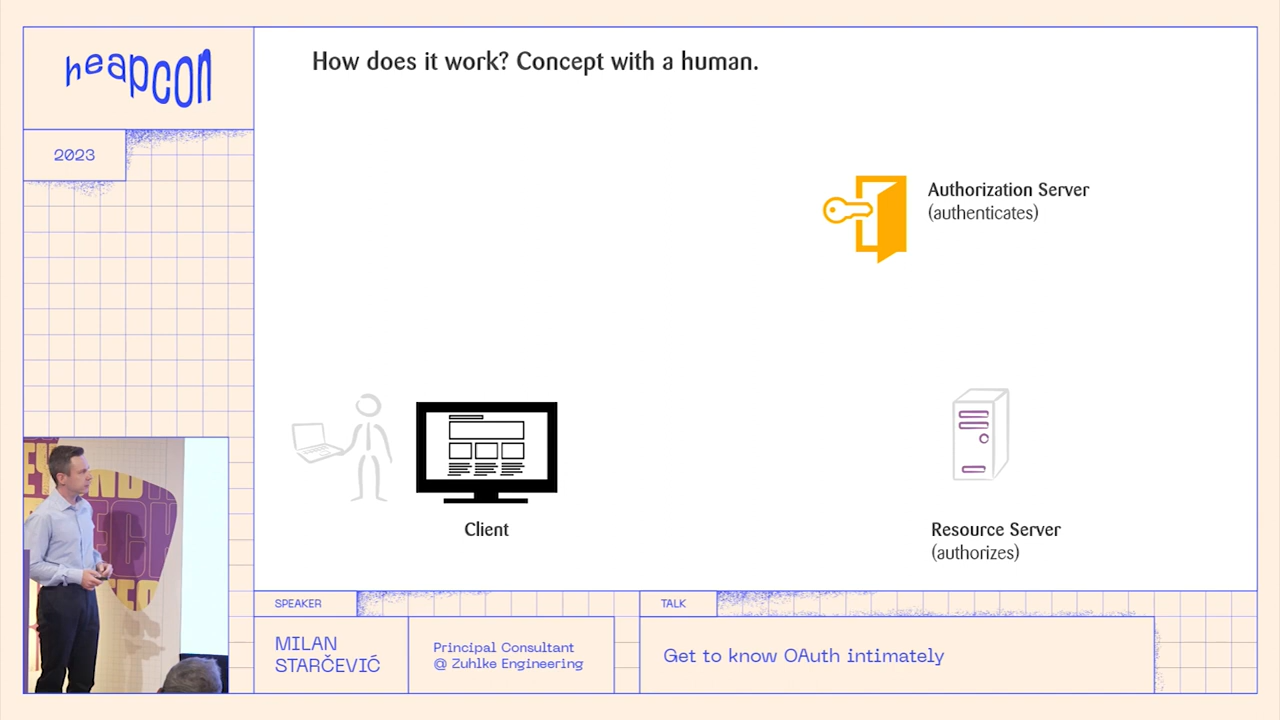 heapcon
2023
How does it work? Concept with a human.
Authorization Server
(authenticates)
Client
Resource Server
(authorizes)
SPEAKER
MILAN
STARČEVIĆ
Principal Consultant
@ Zuhlke Engineering
TALK
Get to know OAuth intimately